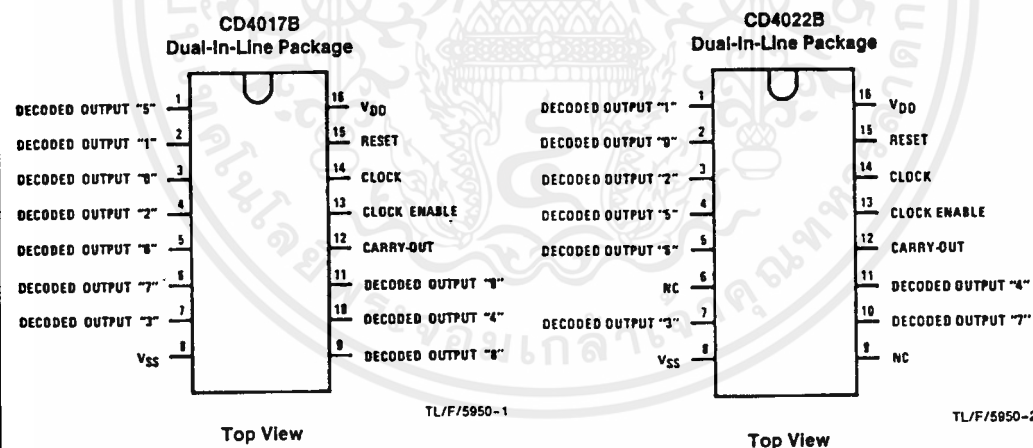 CD4017B
Dual-In-Line Package
DECODED OUTPUT "5" 1
DECODED OUTPUT "1" 2
DECODED OUTPUT "0" 3
DECODED OUTPUT "2" 4
DECODED OUTPUT "6" 5
DECODED OUTPUT "7" 6
DECODED OUTPUT "3" 7
VSS 8
16 VDD
15 RESET
14 CLOCK
13 CLOCK ENABLE
12 CARRY-OUT
11 DECODED OUTPUT "9"
10 DECODED OUTPUT "4"
9 DECODED OUTPUT "8"
TL/F/5950-1
Top View
CD4022B
Dual-In-Line Package
DECODED OUTPUT "1" 1
DECODED OUTPUT "0" 2
DECODED OUTPUT "2" 3
DECODED OUTPUT "5" 4
DECODED OUTPUT "6" 5
NC 6
DECODED OUTPUT "3" 7
VSS 8
16 VDD
15 RESET
14 CLOCK
13 CLOCK ENABLE
12 CARRY-OUT
11 DECODED OUTPUT "4"
10 DECODED OUTPUT "7"
9 NC
TL/F/5950-2
Top View